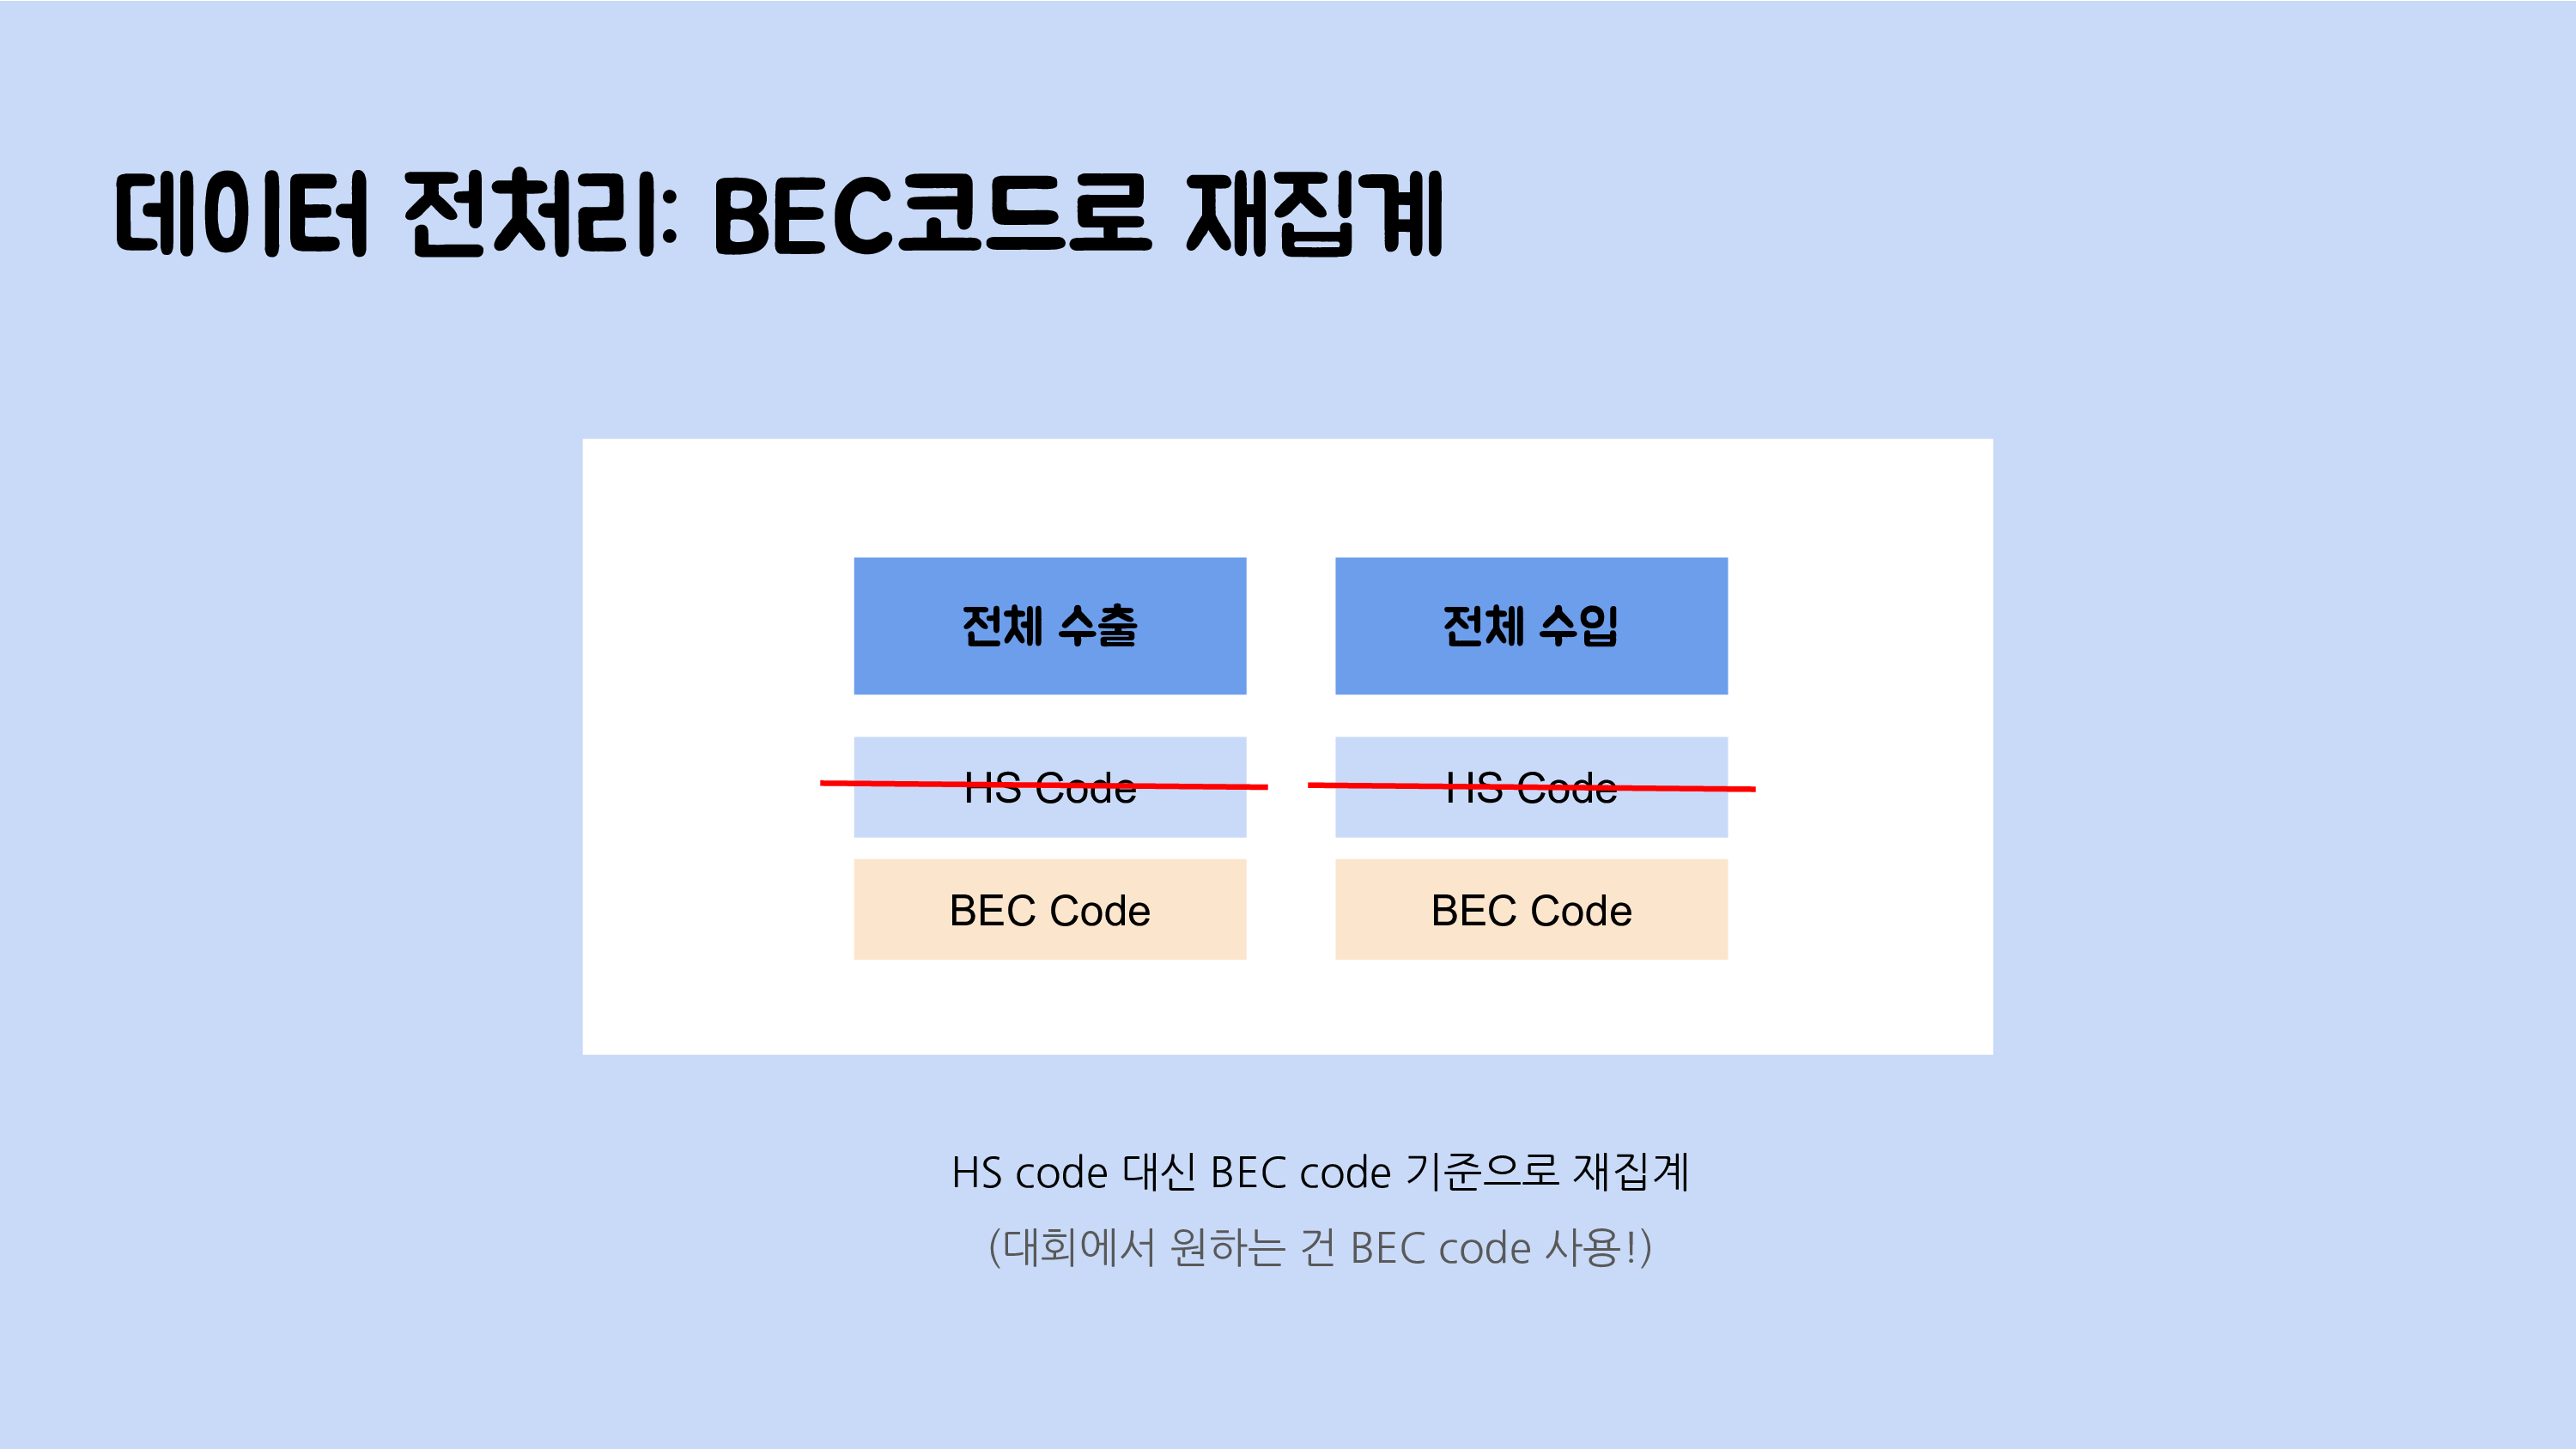 데이터 전처리: BEC코드로 재집계
전체 수출 전체 수입
HS Code HS Code
BEC Code BEC Code
HS code 대신 BEC code 기준으로 재집계
(대회에서 원하는 건 BEC code 사용!)